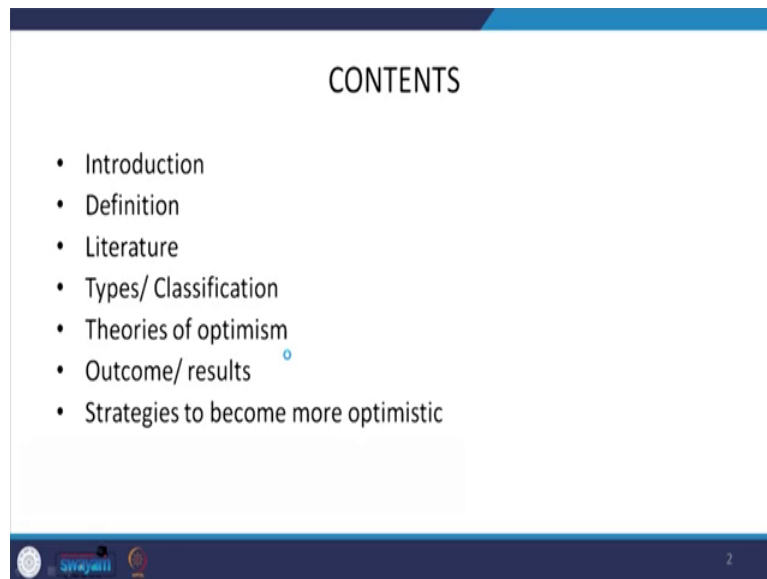 CONTENTS
• Introduction
• Definition
• Literature
• Types/ Classification
• Theories of optimism
• Outcome/ results
• Strategies to become more optimistic
swayam
2